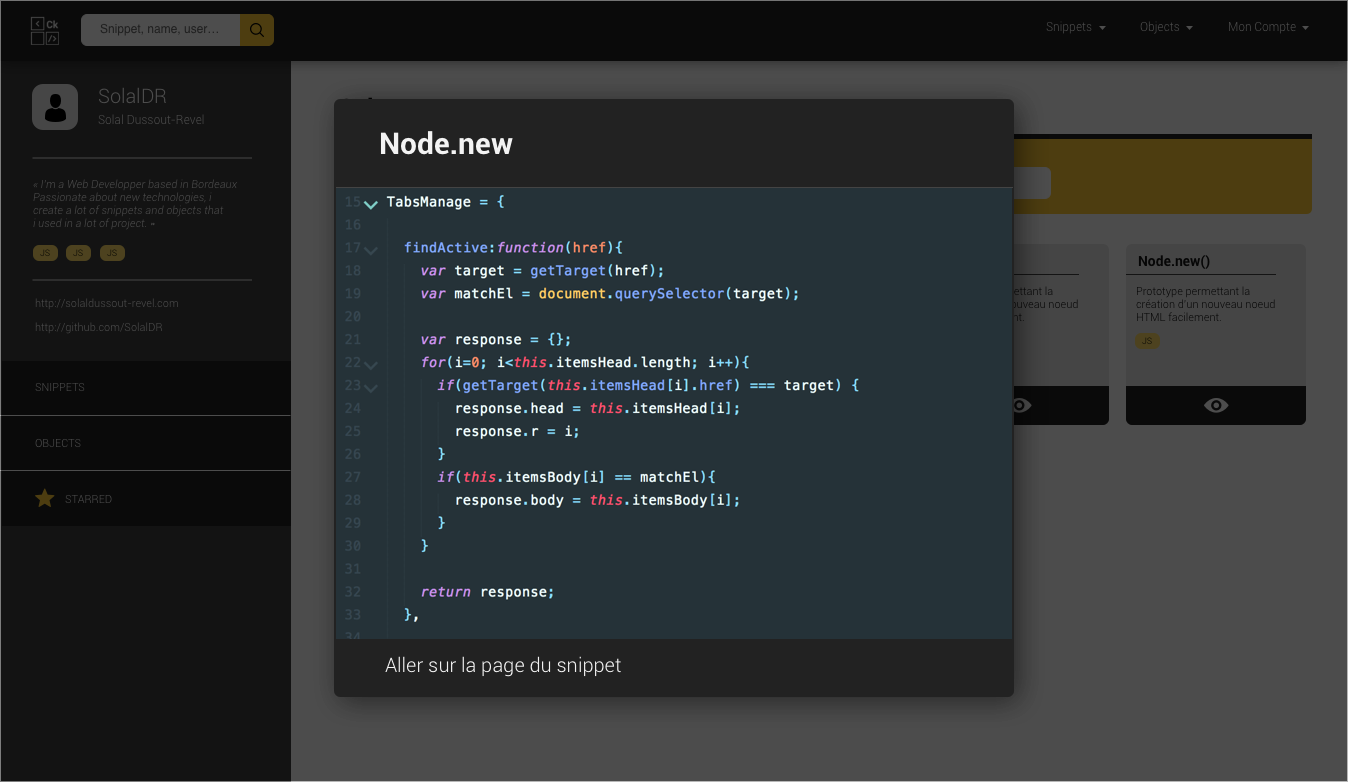 <Ck
</>
Snippet, name, user...
Snippets
Objects
Mon Compte
SolalDR
Solal Dussout-Revel
« I'm a Web Developper based in Bordeaux
Passionate about new technologies, i
create a lot of snippets and objects that
i used in a lot of project. »
JS JS JS
http://solaldussout-revel.com
http://github.com/SolalDR
SNIPPETS
OBJECTS
STARRED
Node.new
15 TabsManage = {
16
17 findActive:function(href){
18 var target = getTarget(href);
19 var matchEl = document.querySelector(target);
20
21 var response = {};
22 for(i=0; i<this.itemsHead.length; i++){
23 if(getTarget(this.itemsHead[i].href) === target) {
24 response.head = this.itemsHead[i];
25 response.r = i;
26 }
27 if(this.itemsBody[i] == matchEl){
28 response.body = this.itemsBody[i];
29 }
30 }
31
32 return response;
33 },
34
Aller sur la page du snippet
la
nouveau noeud
Node.new()
Prototype permettant la
création d'un nouveau noeud
HTML facilement.
JS